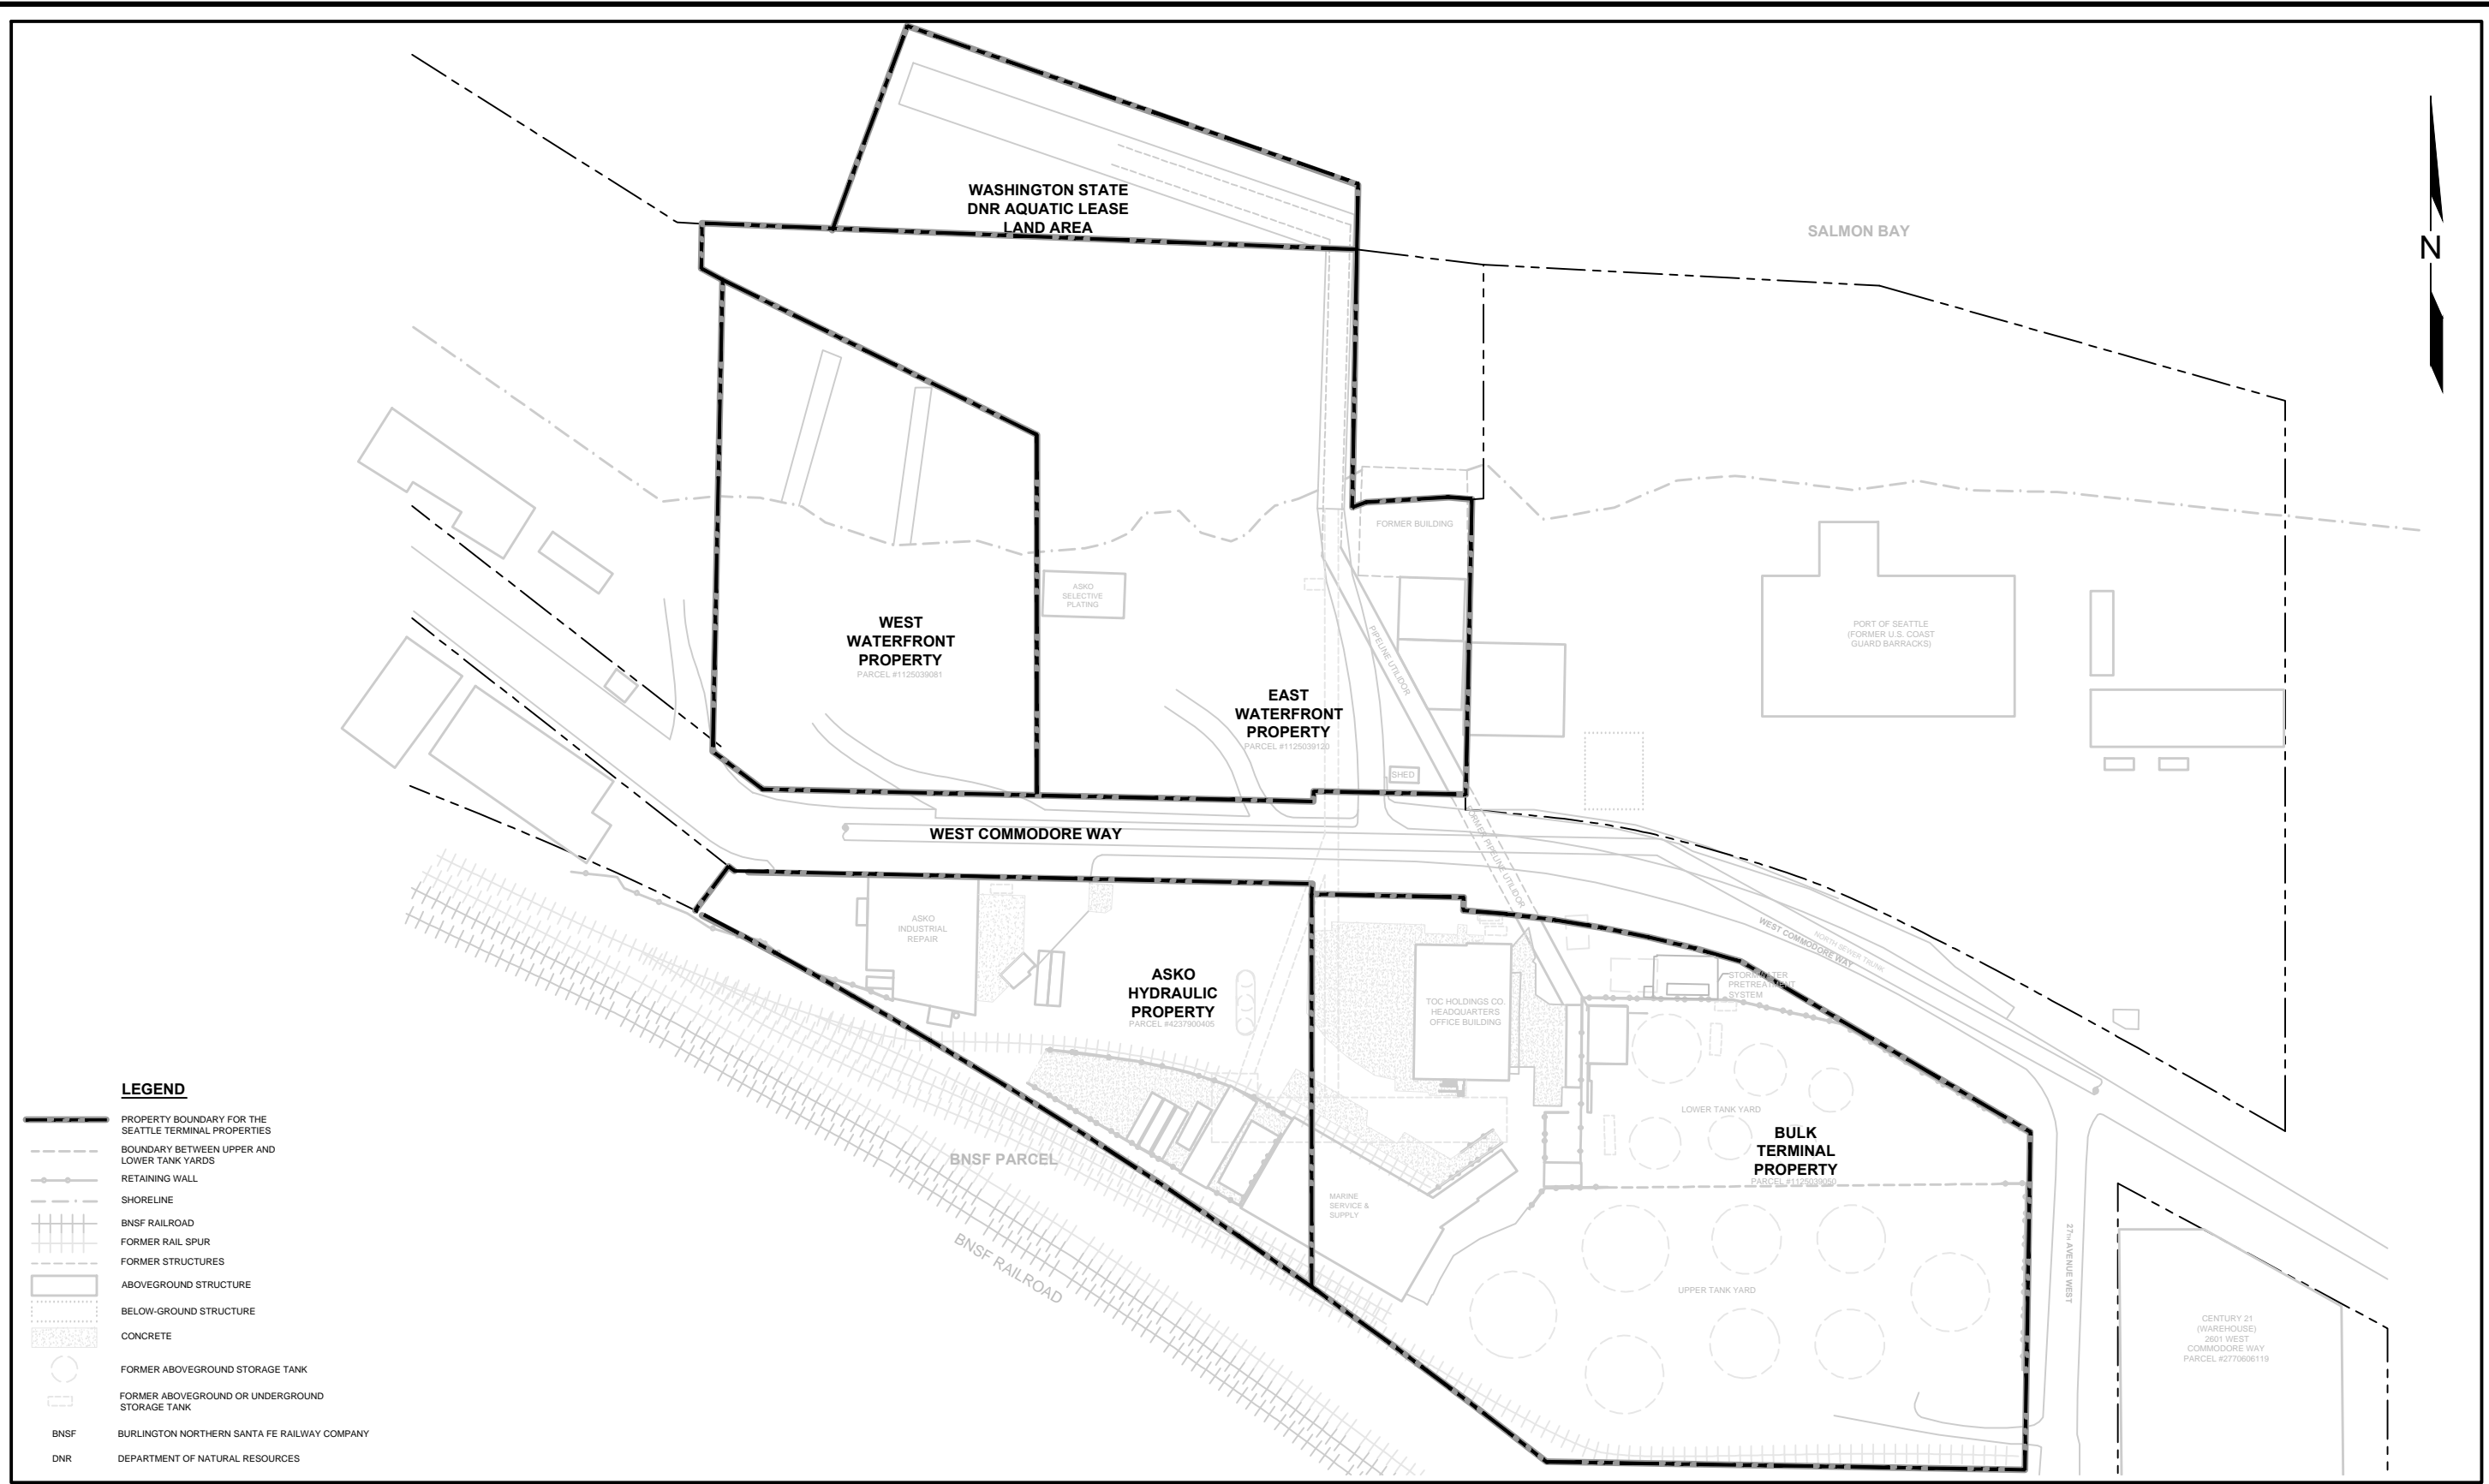 WASHINGTON STATE
DNR AQUATIC LEASE
LAND AREA
SALMON BAY
N
FORMER BUILDING
ASKO
SELECTIVE
PLATING
WEST
WATERFRONT
PROPERTY
PARCEL #1125039081
PIPELINE UTILIDOR
PORT OF SEATTLE
(FORMER U.S. COAST
GUARD BARRACKS)
EAST
WATERFRONT
PROPERTY
PARCEL #1125039120
SHED
WEST COMMODORE WAY
FORMER PIPELINE UTILIDOR
WEST COMMODORE WAY
NORTH SEWER TRUNK
ASKO
INDUSTRIAL
REPAIR
ASKO
HYDRAULIC
PROPERTY
PARCEL #4237900405
TOC HOLDINGS CO.
HEADQUARTERS
OFFICE BUILDING
STORMWATER
PRETREATMENT
SYSTEM
LOWER TANK YARD
BULK
TERMINAL
PROPERTY
PARCEL #1125039050
BNSF PARCEL
BNSF RAILROAD
MARINE
SERVICE &
SUPPLY
UPPER TANK YARD
27TH AVENUE WEST
CENTURY 21
(WAREHOUSE)
2601 WEST
COMMODORE WAY
PARCEL #2770606119
LEGEND
PROPERTY BOUNDARY FOR THE
SEATTLE TERMINAL PROPERTIES
BOUNDARY BETWEEN UPPER AND
LOWER TANK YARDS
RETAINING WALL
SHORELINE
BNSF RAILROAD
FORMER RAIL SPUR
FORMER STRUCTURES
ABOVEGROUND STRUCTURE
BELOW-GROUND STRUCTURE
CONCRETE
FORMER ABOVEGROUND STORAGE TANK
FORMER ABOVEGROUND OR UNDERGROUND
STORAGE TANK
BNSF BURLINGTON NORTHERN SANTA FE RAILWAY COMPANY
DNR DEPARTMENT OF NATURAL RESOURCES